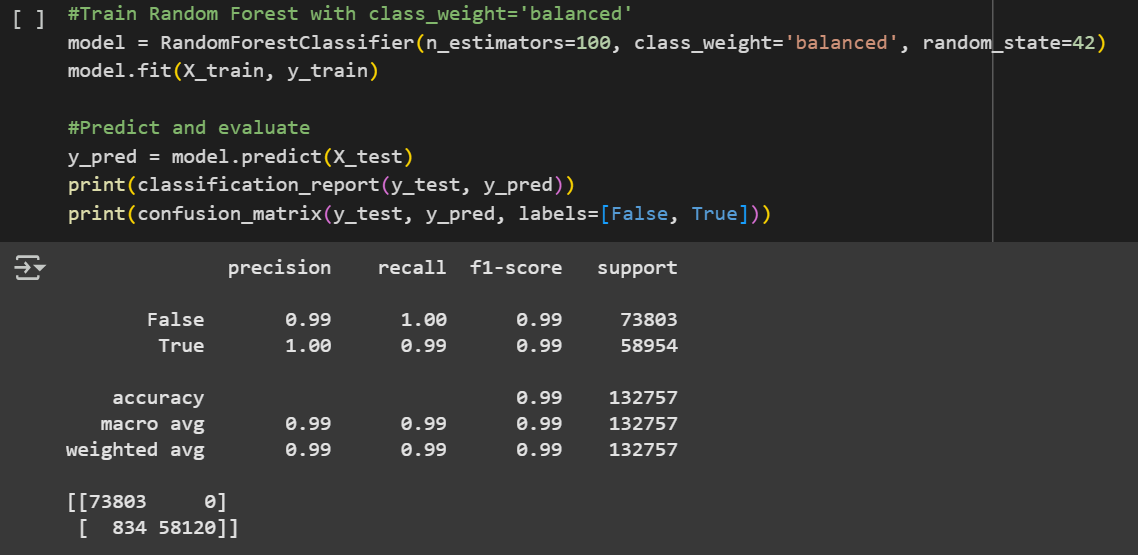 [ ] #Train Random Forest with class_weight='balanced'
model = RandomForestClassifier(n_estimators=100, class_weight='balanced', random_state=42)
model.fit(X_train, y_train)
#Predict and evaluate
y_pred = model.predict(X_test)
print(classification_report(y_test, y_pred))
print(confusion_matrix(y_test, y_pred, labels=[False, True]))
precision recall f1-score support
False 0.99 1.00 0.99 73803
True 1.00 0.99 0.99 58954
accuracy 0.99 132757
macro avg 0.99 0.99 0.99 132757
weighted avg 0.99 0.99 0.99 132757
[[73803 0]
[ 834 58120]]